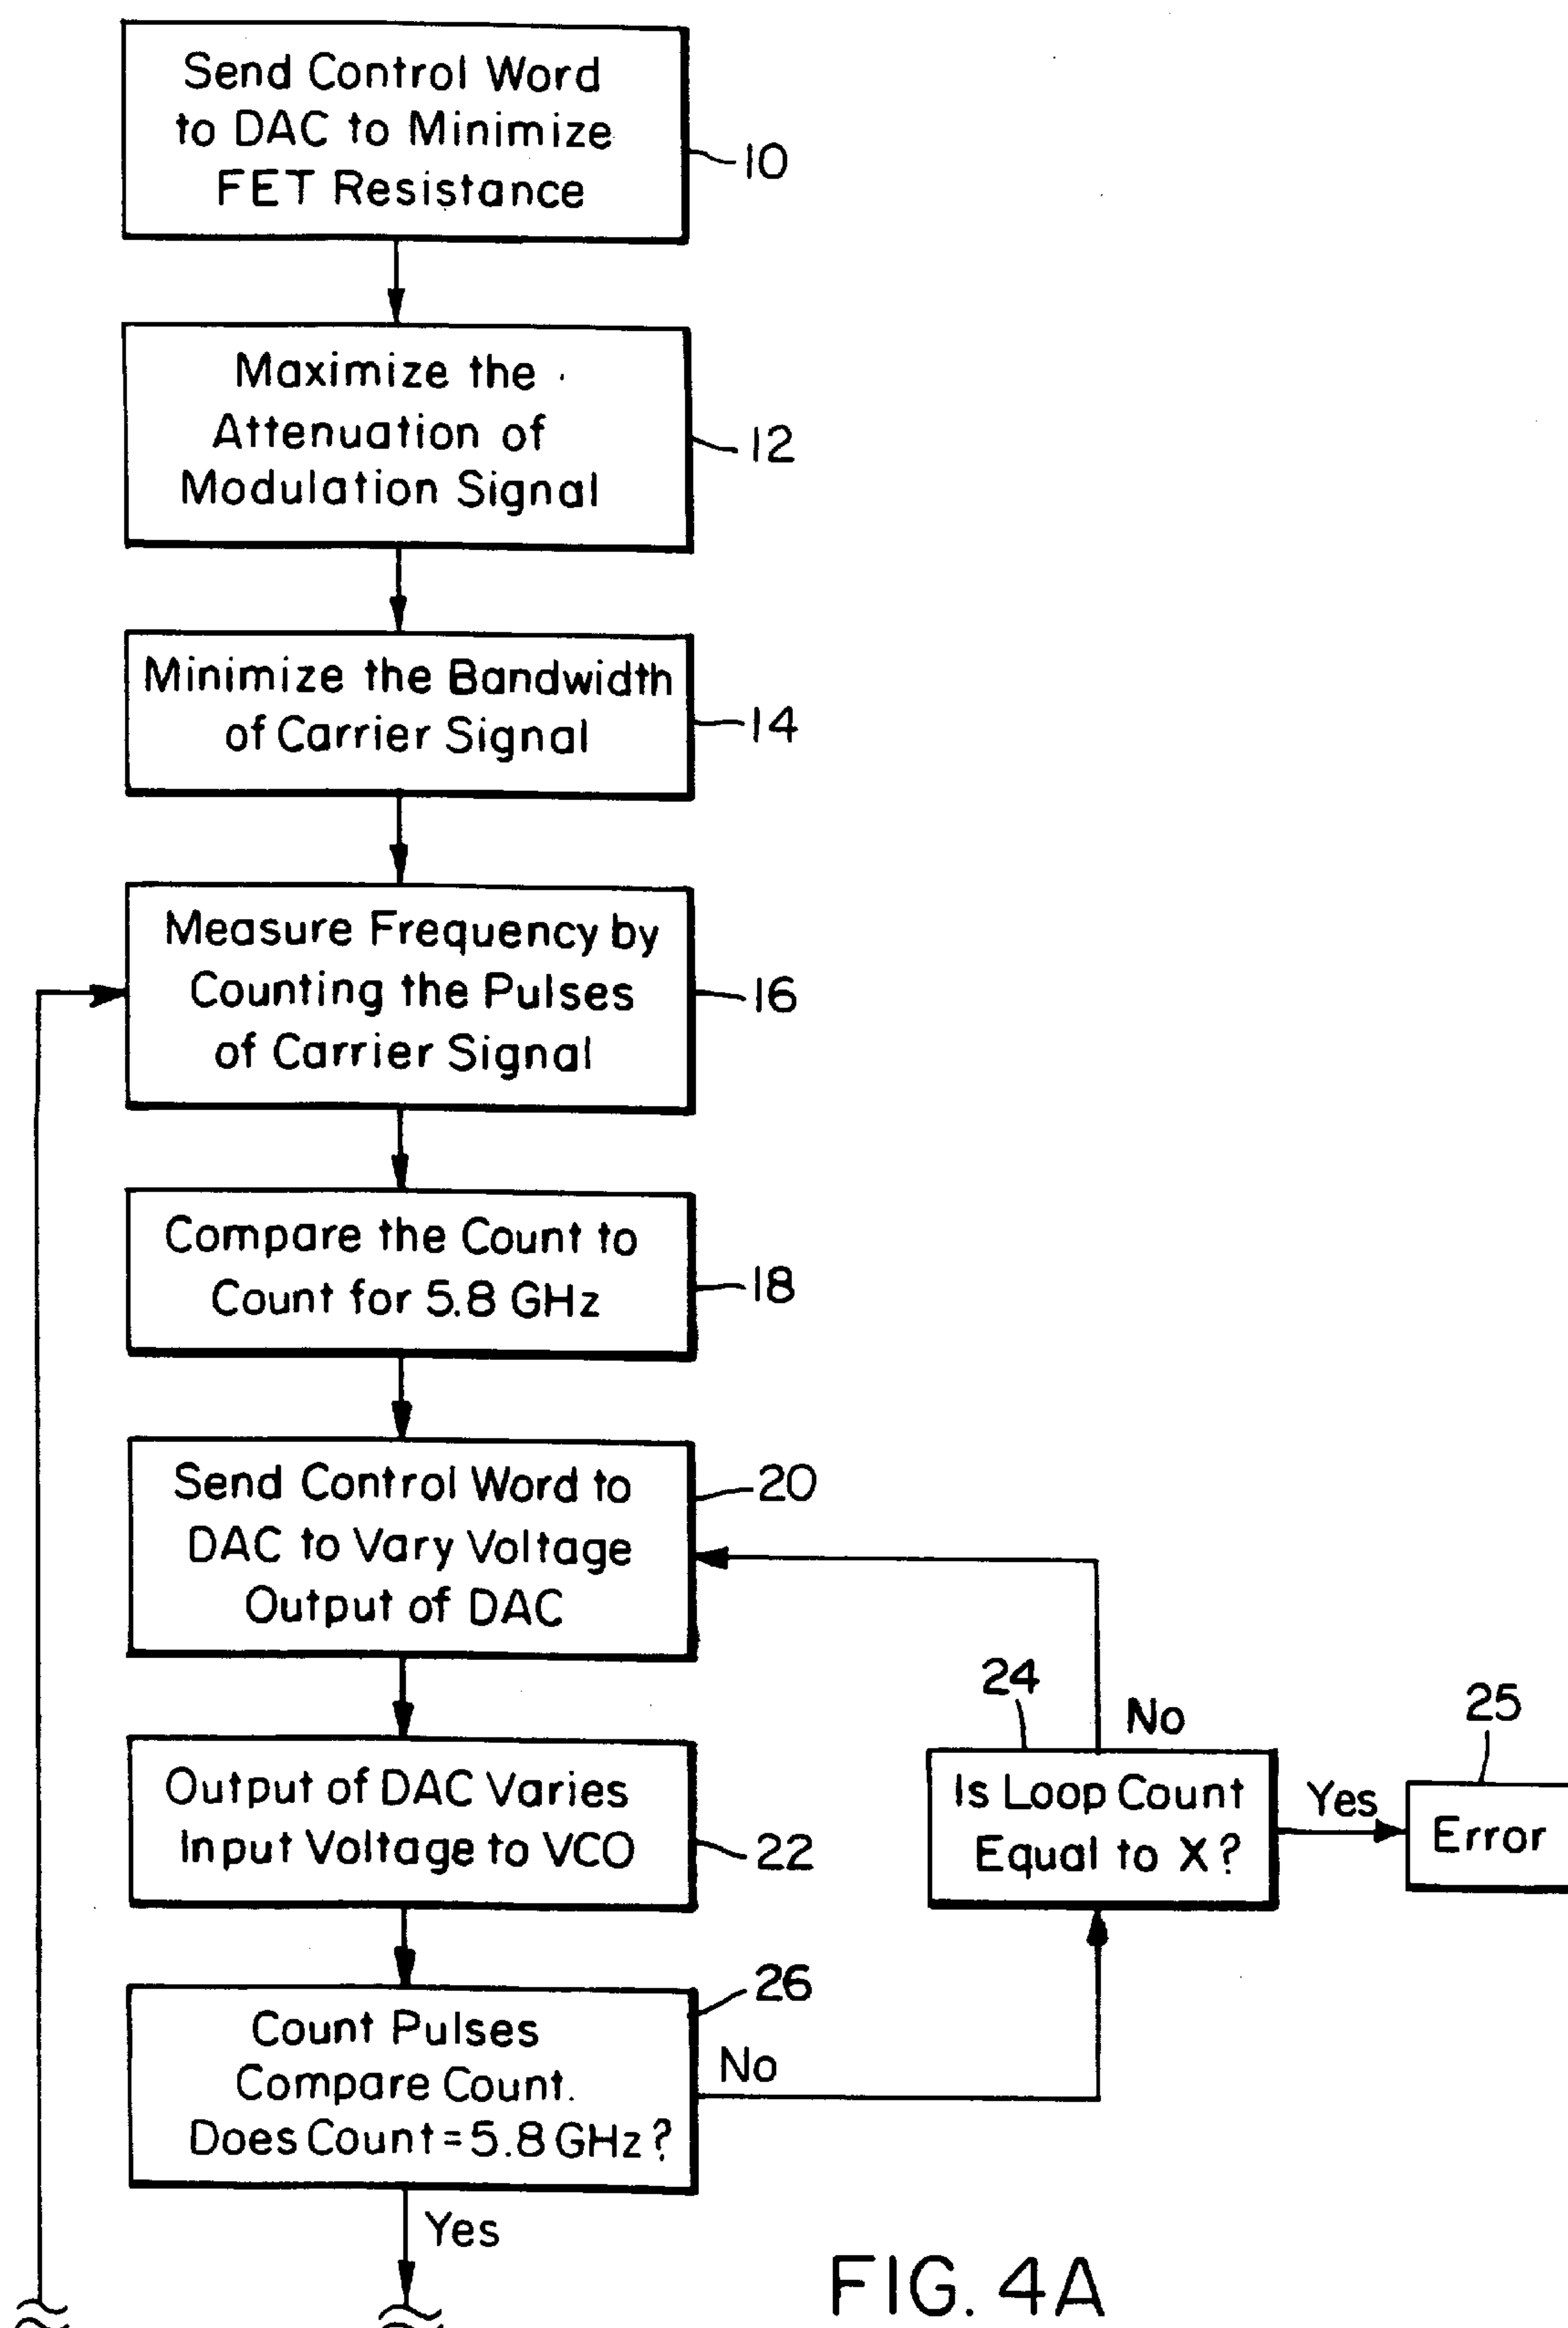 Send Control Word
to DAC to Minimize
FET Resistance
10
Maximize the
Attenuation of
Modulation Signal
12
Minimize the Bandwidth
of Carrier Signal
14
Measure Frequency by
Counting the Pulses
of Carrier Signal
16
Compare the Count to
Count for 5.8 GHz
18
Send Control Word to
DAC to Vary Voltage
Output of DAC
20
Output of DAC Varies
Input Voltage to VCO
22
24
No
Is Loop Count
Equal to X?
Yes
25
Error
Count Pulses
Compare Count.
Does Count = 5.8 GHz?
26
No
Yes
FIG. 4A